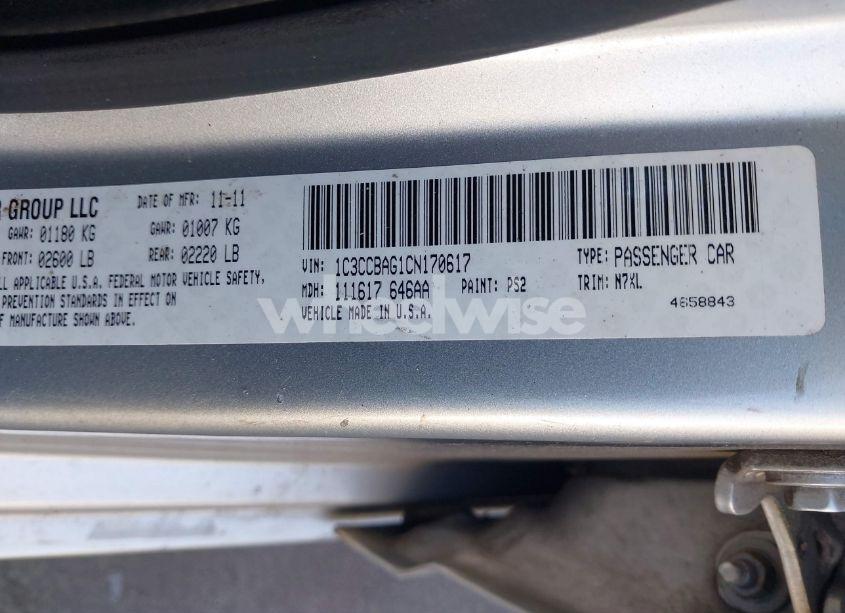 R GROUP LLC
DATE OF MFR: 11-11
GAWR: 01180 KG
GAWR: 01007 KG
FRONT: 02600 LB
REAR: 02220 LB
ALL APPLICABLE U.S.A. FEDERAL MOTOR VEHICLE SAFETY,
PREVENTION STANDARDS IN EFFECT ON
OF MANUFACTURE SHOWN ABOVE.
VIN: 1C3CCBAG1CN170617
TYPE: PASSENGER CAR
MDH: 111617 646AA
PAINT: PS2
TRIM: N7XL
VEHICLE MADE IN U.S.A.
4658843
wheelwise